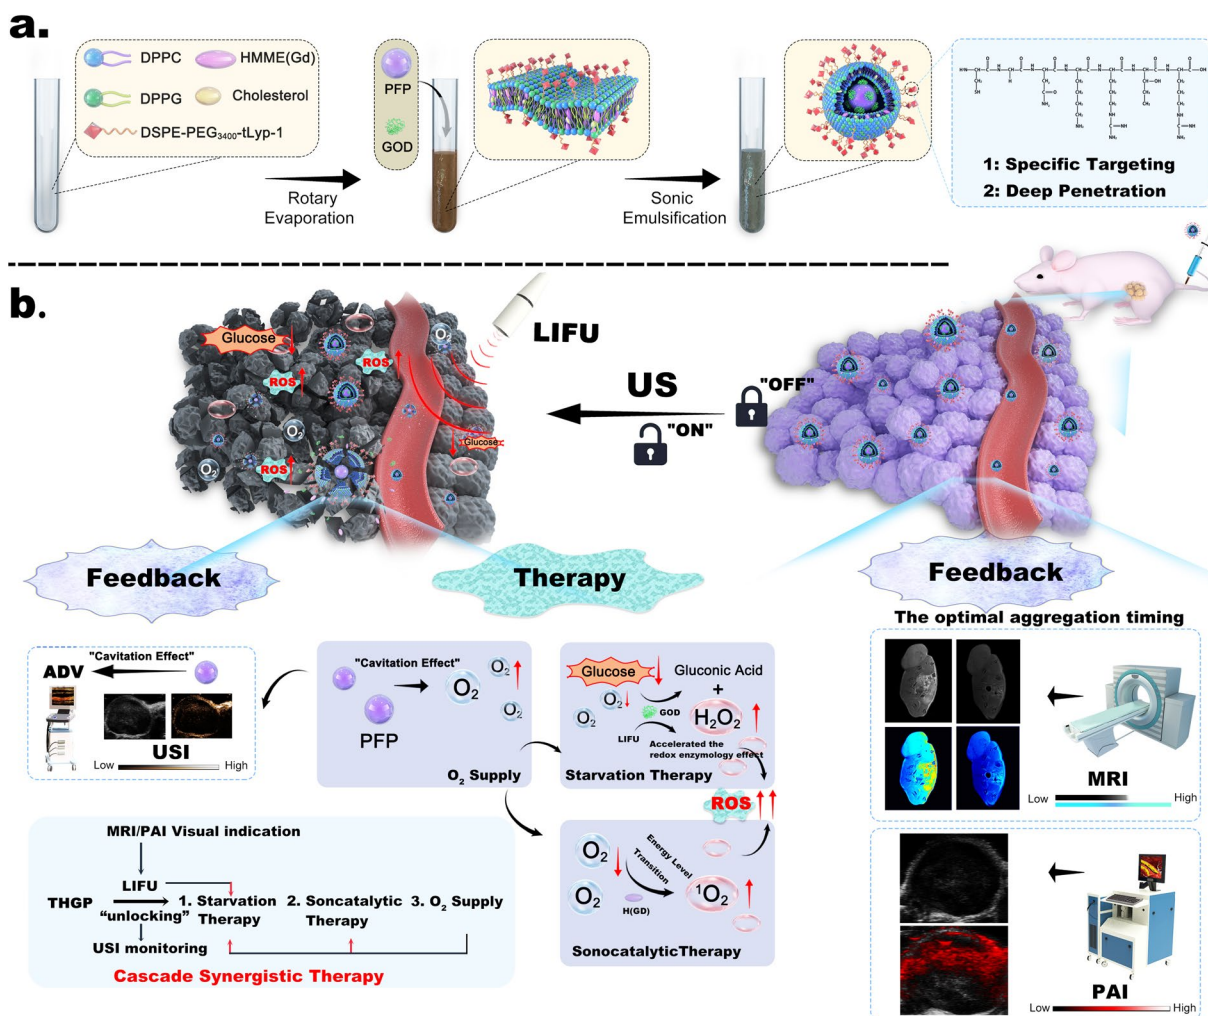 a.
DPPC
HMME(Gd)
DPPG
Cholesterol
DSPE-PEG3400-tLyp-1
Rotary
Evaporation
PFP
GOD
Sonic
Emulsification
1: Specific Targeting
2: Deep Penetration
b.
Glucose
ROS
ROS
O2
O2
O2
ROS
Glucose
LIFU
US
"OFF"
"ON"
Feedback
Therapy
Feedback
"Cavitation Effect"
ADV
USI
Low
High
"Cavitation Effect"
PFP
O2
O2
O2
O2 Supply
Glucose
Gluconic Acid
+
H2O2
O2
O2
GOD
LIFU
Accelerated the
redox enzymology effect
Starvation Therapy
ROS
O2
O2
Energy Level
Transition
H(GD)
1O2
SonocatalyticTherapy
MRI/PAI Visual indication
LIFU
THGP
"unlocking"
1. Starvation
Therapy
2. Soncatalytic
Therapy
3. O2 Supply
USI monitoring
Cascade Synergistic Therapy
The optimal aggregation timing
MRI
Low
High
PAI
Low
High